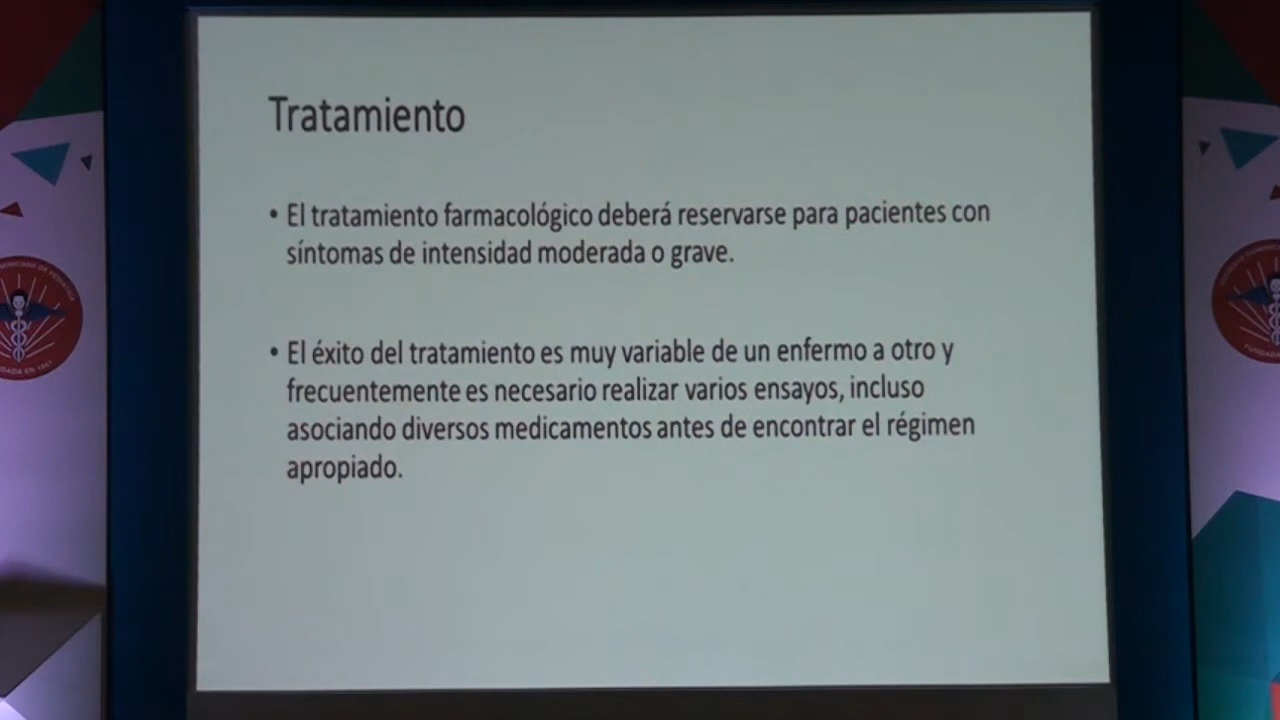 Tratamiento
• El tratamiento farmacológico deberá reservarse para pacientes con
síntomas de intensidad moderada o grave.
• El éxito del tratamiento es muy variable de un enfermo a otro y
frecuentemente es necesario realizar varios ensayos, incluso
asociando diversos medicamentos antes de encontrar el régimen
apropiado.
DE PEDIATRÍA